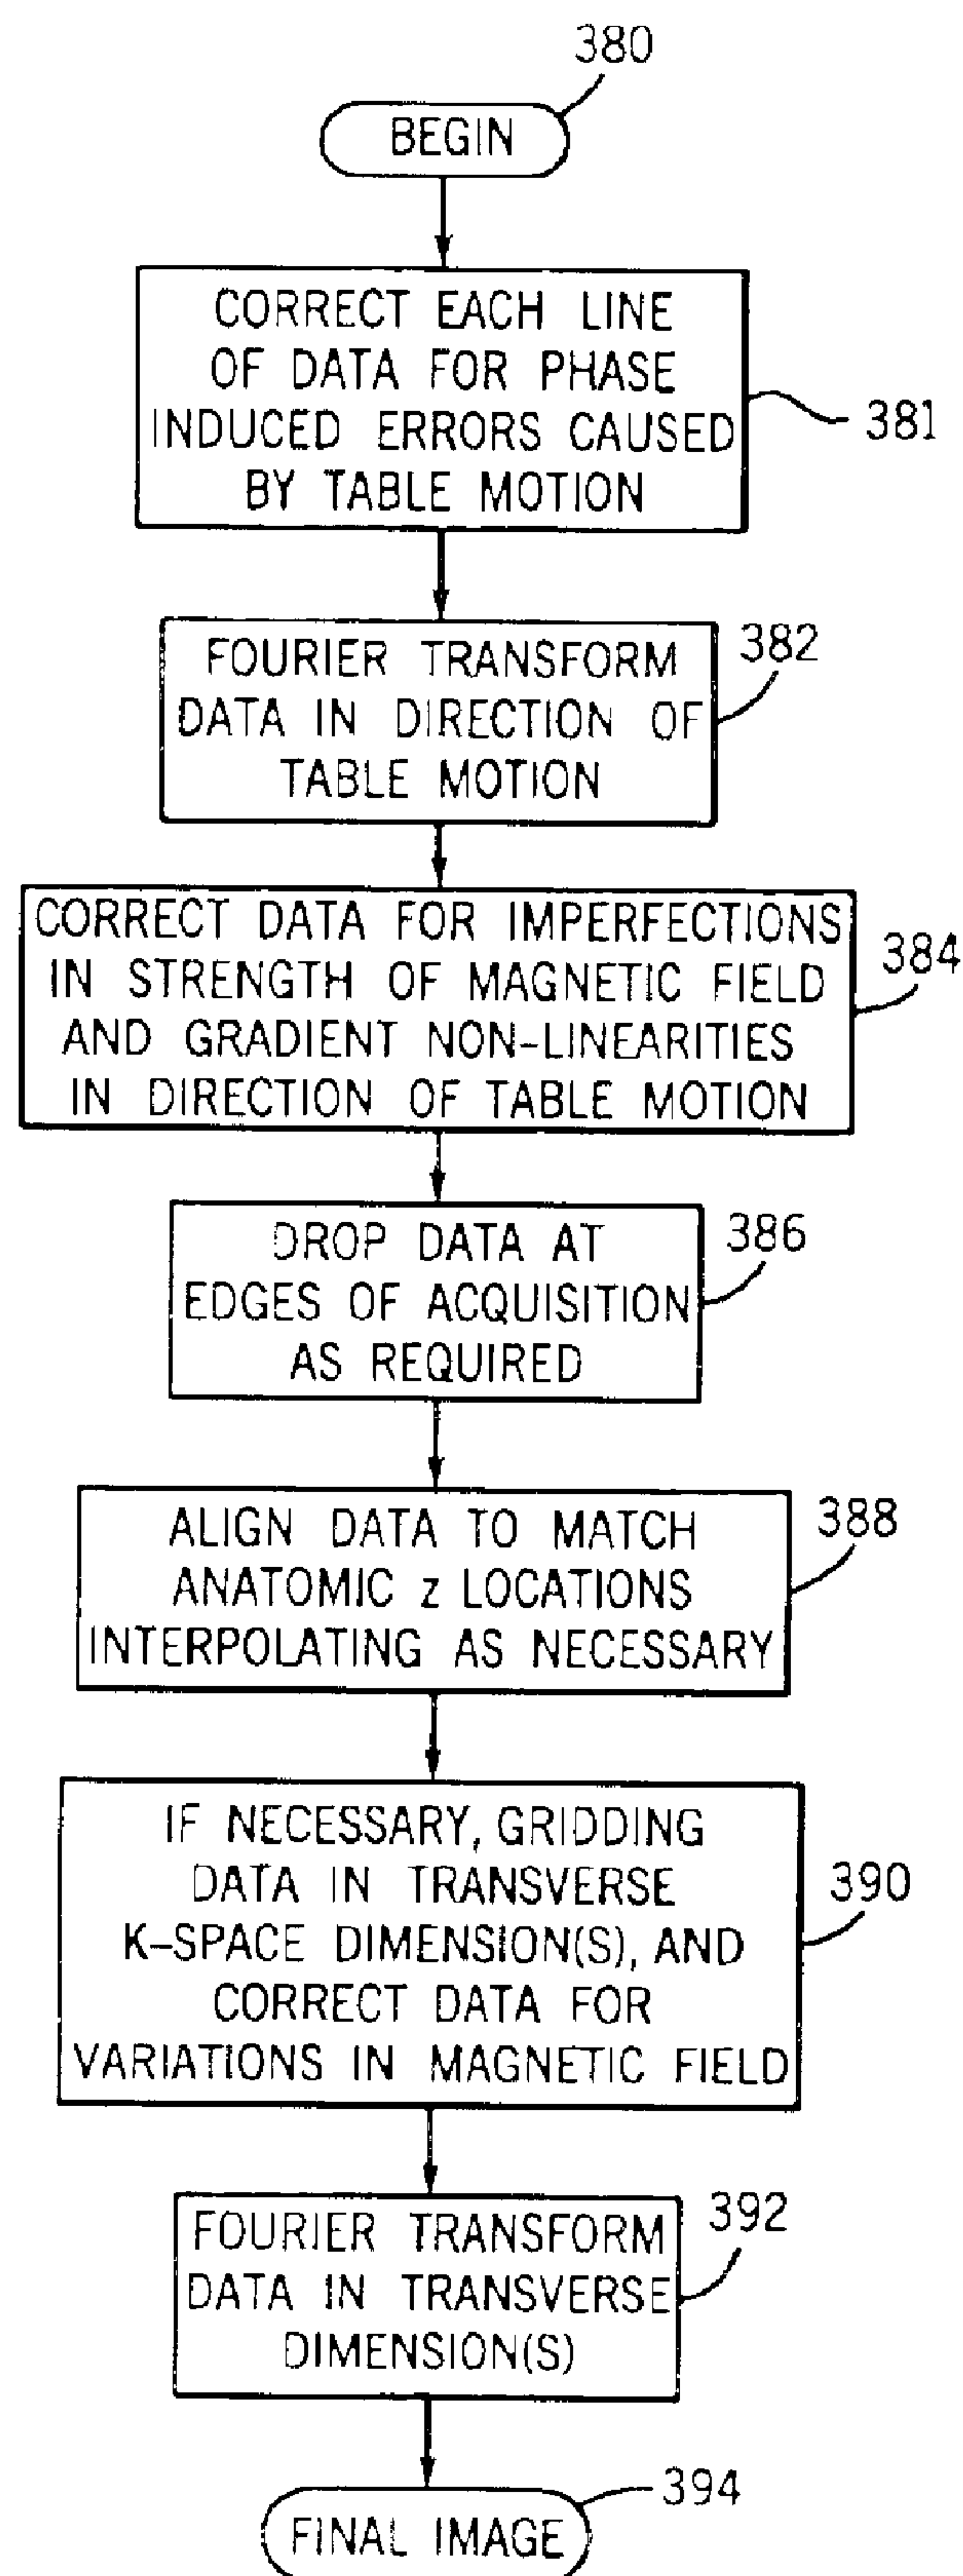 380
BEGIN
CORRECT EACH LINE
OF DATA FOR PHASE
INDUCED ERRORS CAUSED
BY TABLE MOTION
381
FOURIER TRANSFORM
DATA IN DIRECTION OF
TABLE MOTION
382
CORRECT DATA FOR IMPERFECTIONS
IN STRENGTH OF MAGNETIC FIELD
AND GRADIENT NON-LINEARITIES
IN DIRECTION OF TABLE MOTION
384
DROP DATA AT
EDGES OF ACQUISITION
AS REQUIRED
386
ALIGN DATA TO MATCH
ANATOMIC z LOCATIONS
INTERPOLATING AS NECESSARY
388
IF NECESSARY, GRIDDING
DATA IN TRANSVERSE
K-SPACE DIMENSION(S), AND
CORRECT DATA FOR
VARIATIONS IN MAGNETIC FIELD
390
FOURIER TRANSFORM
DATA IN TRANSVERSE
DIMENSION(S)
392
394
FINAL IMAGE